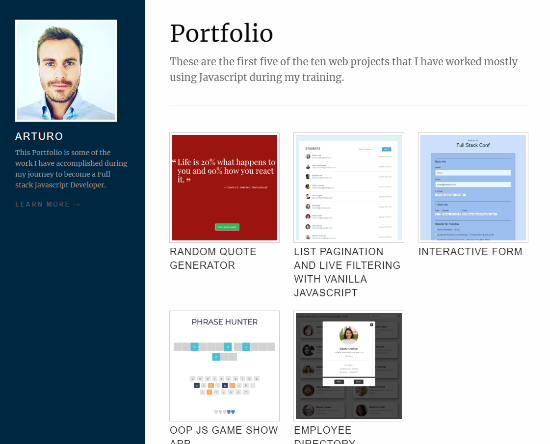 ARTURO
This Portfolio is some of the
work I have accomplished during
my journey to become a Full
stack Javascript Developer.
LEARN MORE →
Portfolio
These are the first five of the ten web projects that I have worked mostly
using Javascript during my training.
❝ Life is 20% what happens to
you and 90% how you react
it. ❞
RANDOM QUOTE
GENERATOR
STUDENTS
LIST PAGINATION
AND LIVE FILTERING
WITH VANILLA
JAVASCRIPT
Full Stack Conf
INTERACTIVE FORM
PHRASE HUNTER
OOP JS GAME SHOW
APP
EMPLOYEE
DIRECTORY